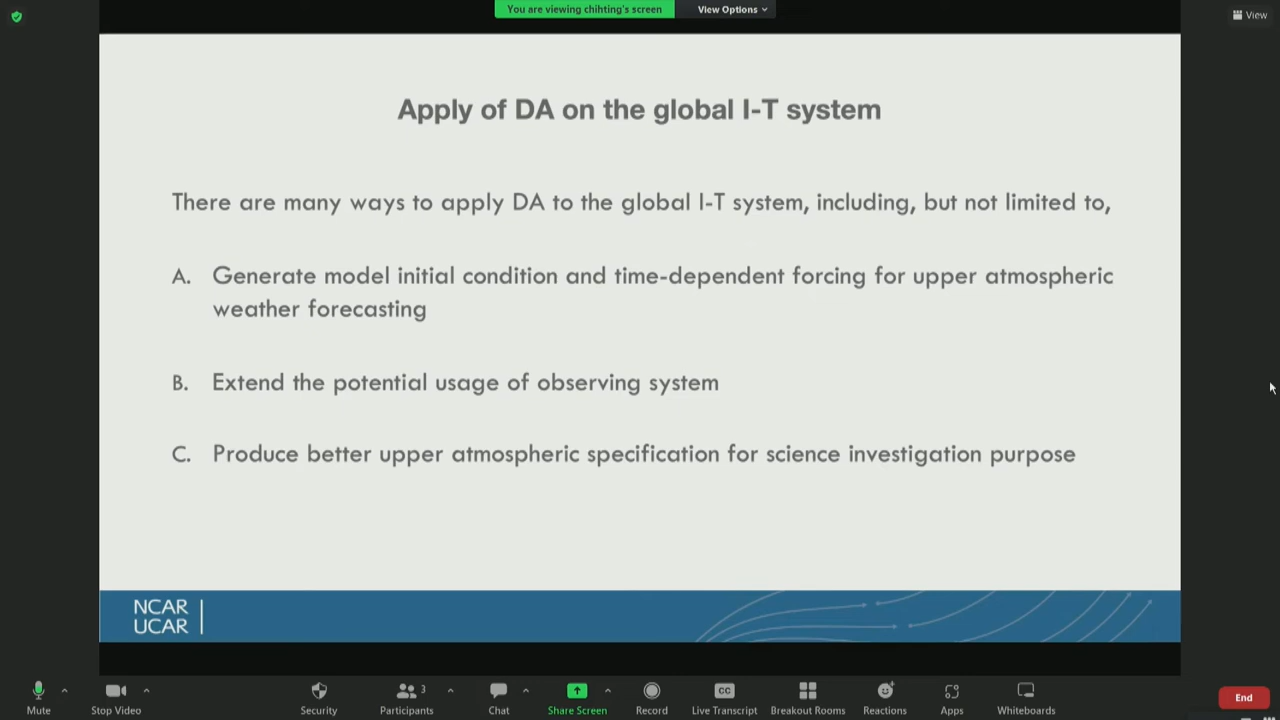 You are viewing chihting's screen
View Options
View
Apply of DA on the global I-T system
There are many ways to apply DA to the global I-T system, including, but not limited to,
A. Generate model initial condition and time-dependent forcing for upper atmospheric
weather forecasting
B. Extend the potential usage of observing system
C. Produce better upper atmospheric specification for science investigation purpose
NCAR
UCAR
Mute
Stop Video
Security
Participants
3
Chat
Share Screen
Record
CC
Live Transcript
Breakout Rooms
Reactions
Apps
Whiteboards
End